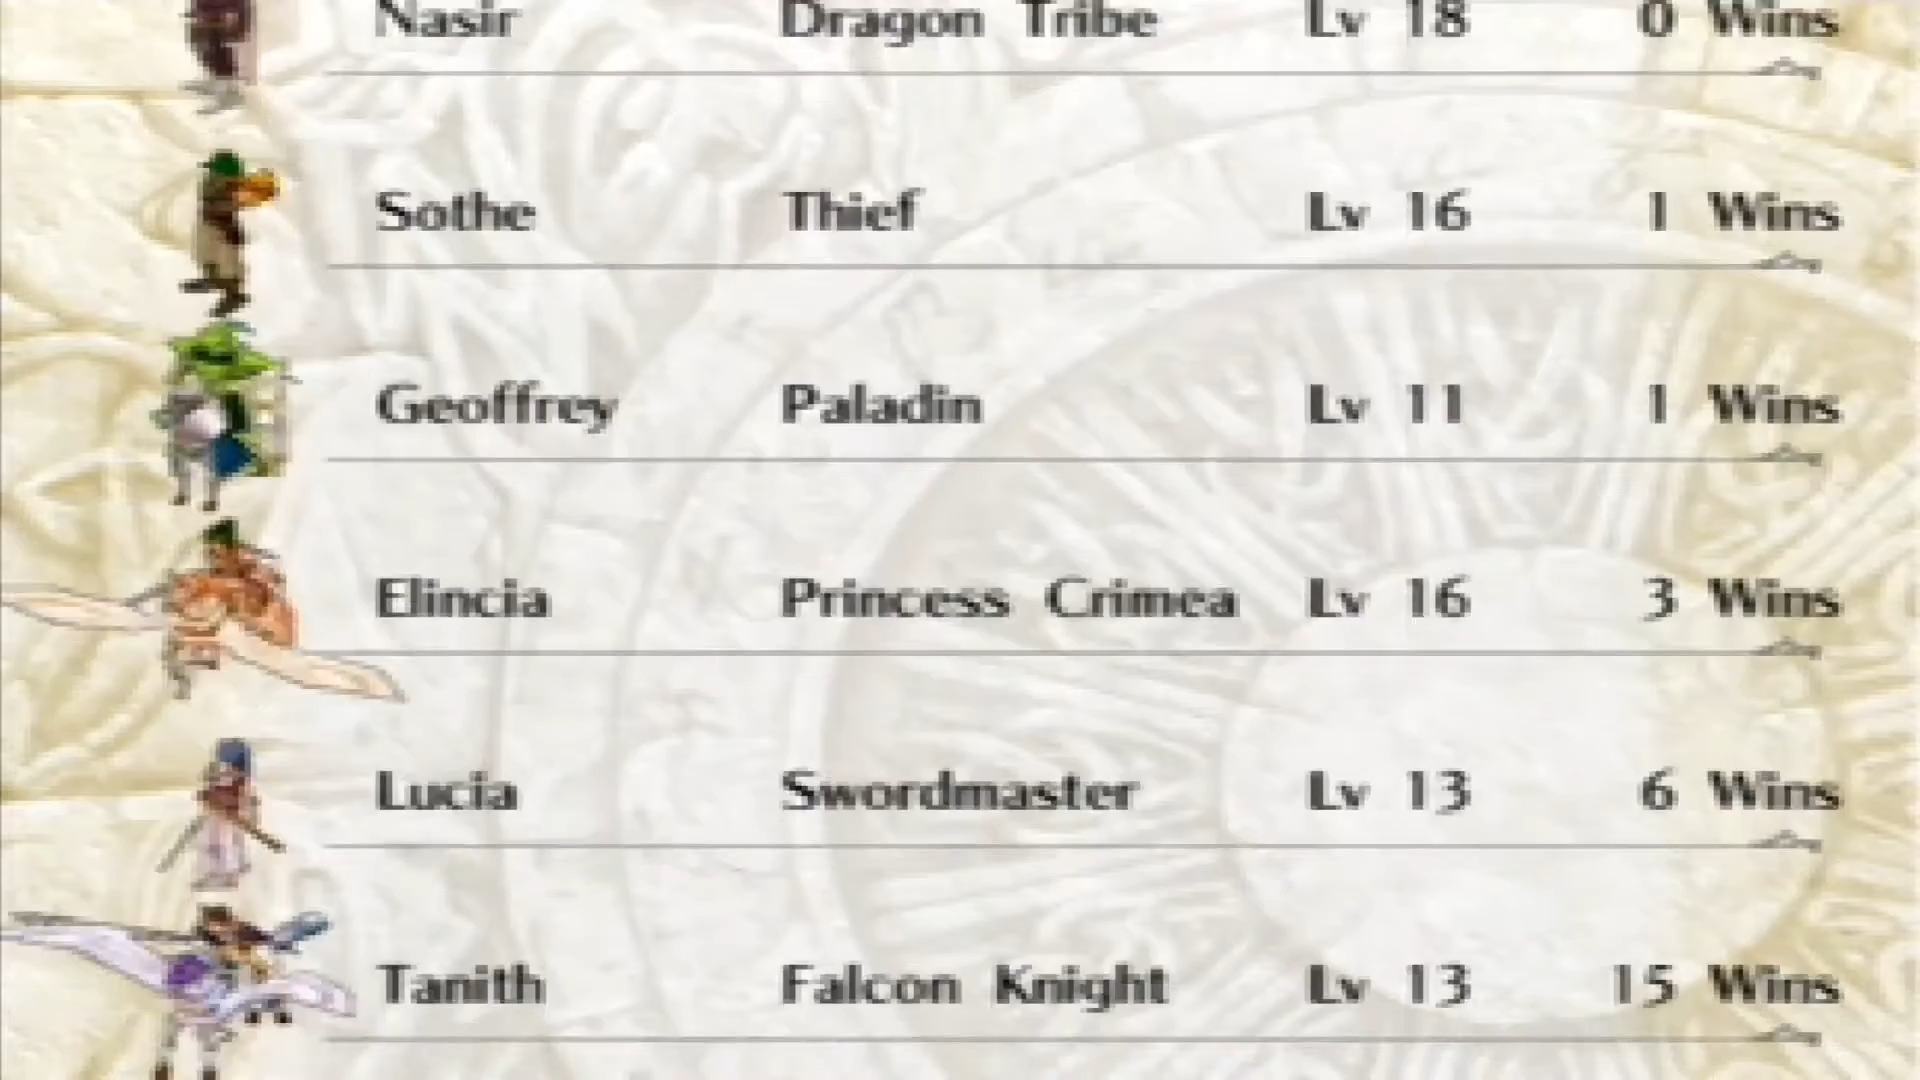 Nasir Dragon Tribe Lv 18 0 Wins
Sothe Thief Lv 16 1 Wins
Geoffrey Paladin Lv 11 1 Wins
Elincia Princess Crimea Lv 16 3 Wins
Lucia Swordmaster Lv 13 6 Wins
Tanith Falcon Knight Lv 13 15 Wins